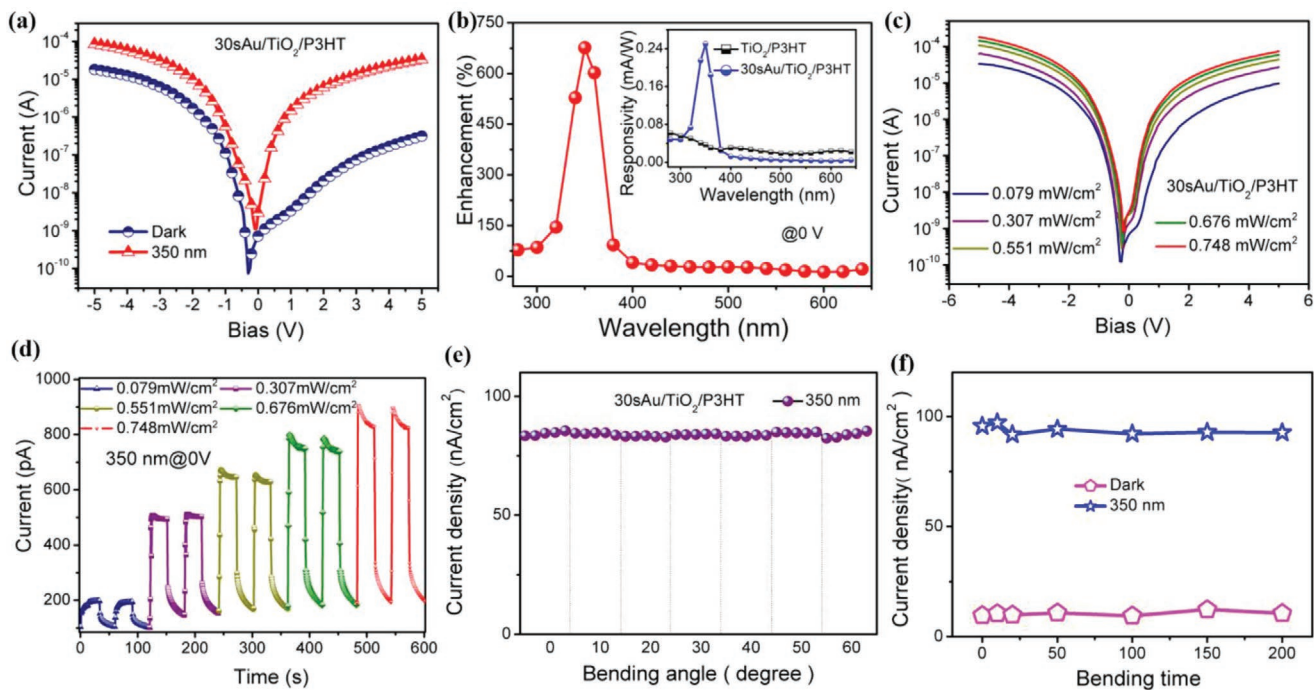 (a)
30sAu/TiO2/P3HT
Current (A)
10-4
10-5
10-6
10-7
10-8
10-9
10-10
Dark
350 nm
-5 -4 -3 -2 -1 0 1 2 3 4 5
Bias (V)
(b)
Enhancement (%)
750
675
600
525
450
375
300
225
150
75
0
@0 V
300 400 500 600
Wavelength (nm)
Responsivity (mA/W)
0.24
0.16
0.08
0.00
TiO2/P3HT
30sAu/TiO2/P3HT
300 400 500 600
Wavelength (nm)
(c)
Current (A)
10-4
10-5
10-6
10-7
10-8
10-9
10-10
0.079 mW/cm2
0.307 mW/cm2
0.551 mW/cm2
30sAu/TiO2/P3HT
0.676 mW/cm2
0.748 mW/cm2
-6 -4 -2 0 2 4 6
Bias (V)
(d)
Current (pA)
1000
800
600
400
200
0.079mW/cm2
0.307mW/cm2
0.551mW/cm2
0.676mW/cm2
0.748mW/cm2
350 nm@0V
0 100 200 300 400 500 600
Time (s)
(e)
Current density (nA/cm2)
100
50
0
30sAu/TiO2/P3HT
350 nm
0 10 20 30 40 50 60
Bending angle ( degree )
(f)
Current density( nA/cm2)
100
50
0
Dark
350 nm
0 50 100 150 200
Bending time